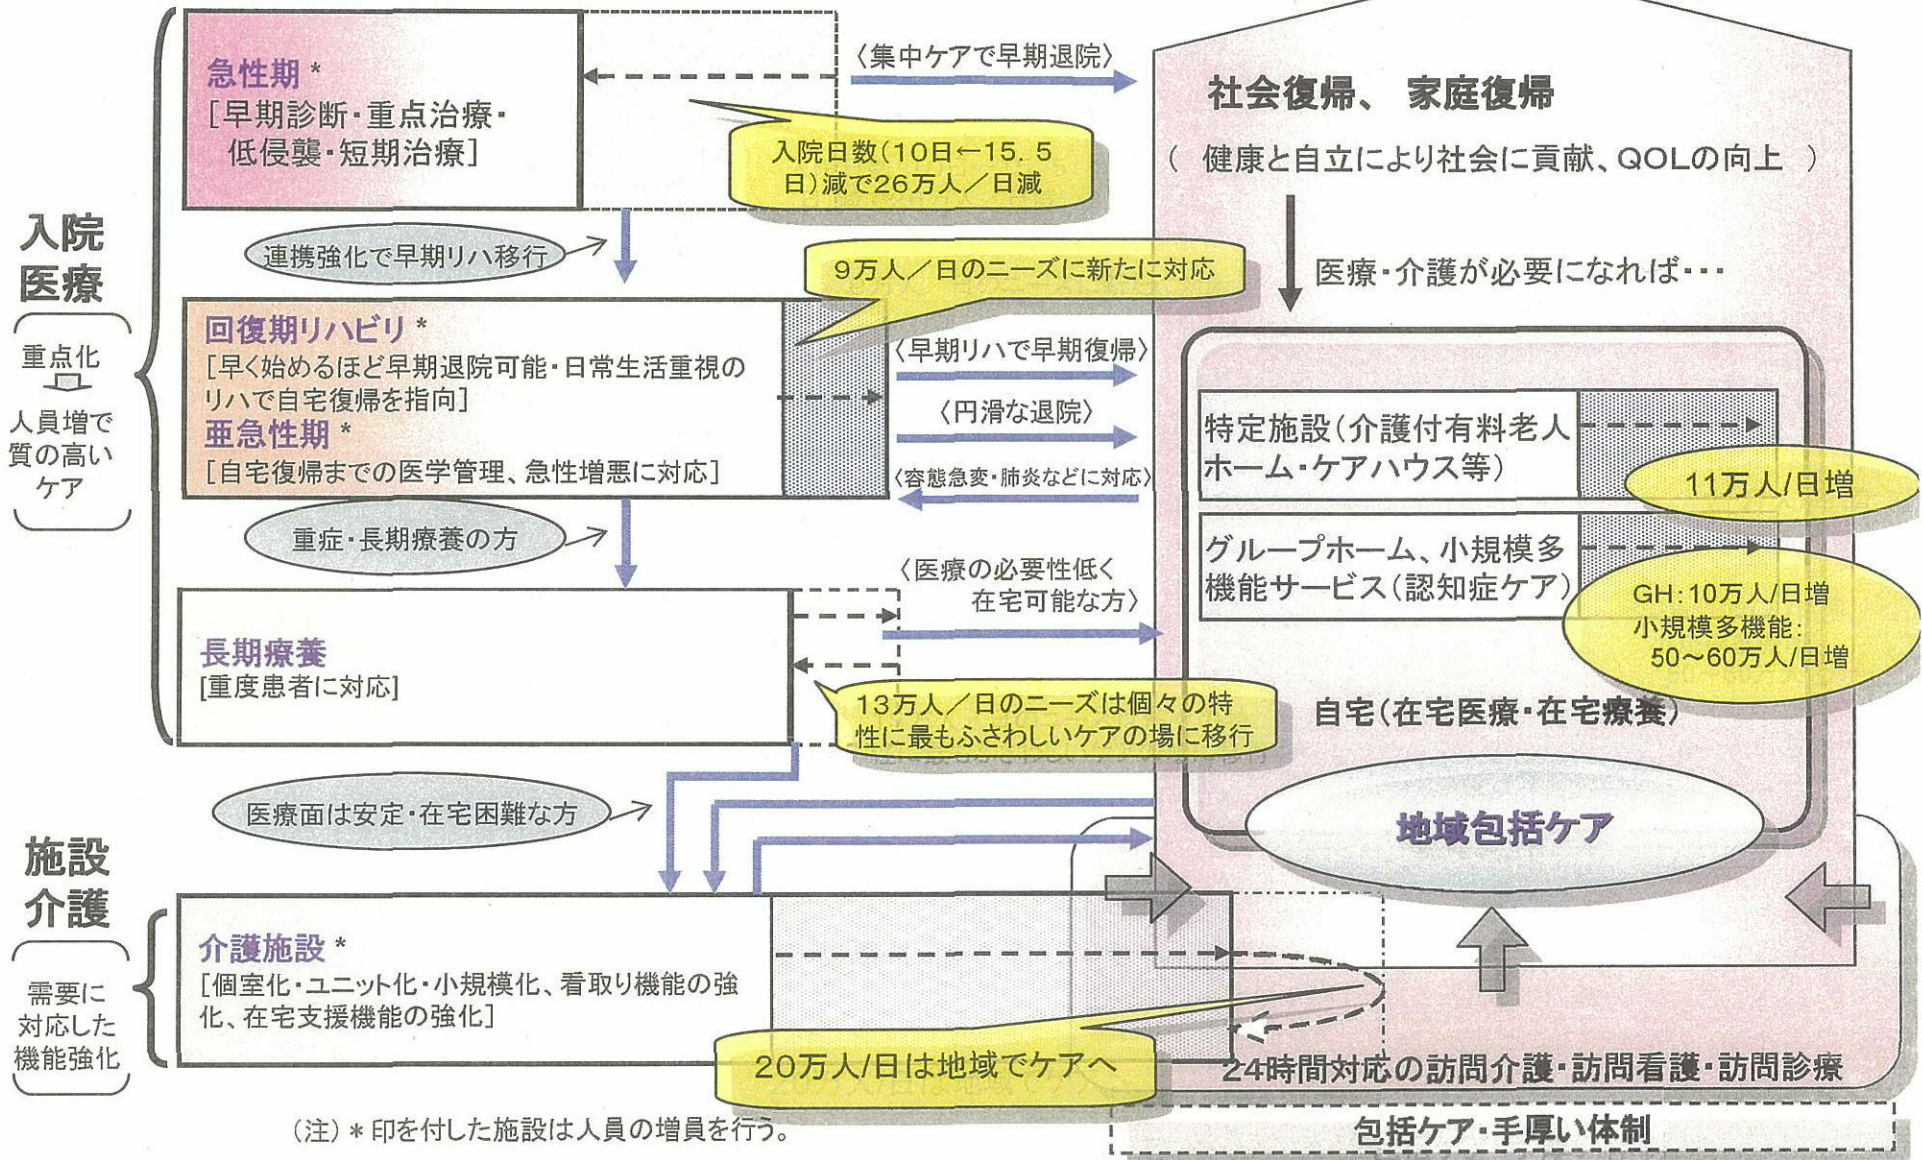 入院
医療
重点化
人員増で
質の高い
ケア
急性期 *
[早期診断・重点治療・
低侵襲・短期治療]
〈集中ケアで早期退院〉
入院日数(10日←15.5
日)減で26万人/日減
連携強化で早期リハ移行
9万人/日のニーズに新たに対応
回復期リハビリ *
[早く始めるほど早期退院可能・日常生活重視の
リハで自宅復帰を指向]
亜急性期 *
[自宅復帰までの医学管理、急性増悪に対応]
〈早期リハで早期復帰〉
〈円滑な退院〉
〈容態急変・肺炎などに対応〉
重症・長期療養の方
〈医療の必要性低く
在宅可能な方〉
長期療養
[重度患者に対応]
13万人/日のニーズは個々の特
性に最もふさわしいケアの場に移行
医療面は安定・在宅困難な方
社会復帰、 家庭復帰
( 健康と自立により社会に貢献、QOLの向上 )
医療・介護が必要になれば・・・
特定施設(介護付有料老人
ホーム・ケアハウス等)
11万人/日増
グループホーム、小規模多
機能サービス(認知症ケア)
GH:10万人/日増
小規模多機能:
50~60万人/日増
自宅(在宅医療・在宅療養)
地域包括ケア
施設
介護
需要に
対応した
機能強化
介護施設 *
[個室化・ユニット化・小規模化、看取り機能の強
化、在宅支援機能の強化]
20万人/日は地域でケアへ
24時間対応の訪問介護・訪問看護・訪問診療
包括ケア・手厚い体制
(注)* 印を付した施設は人員の増員を行う。